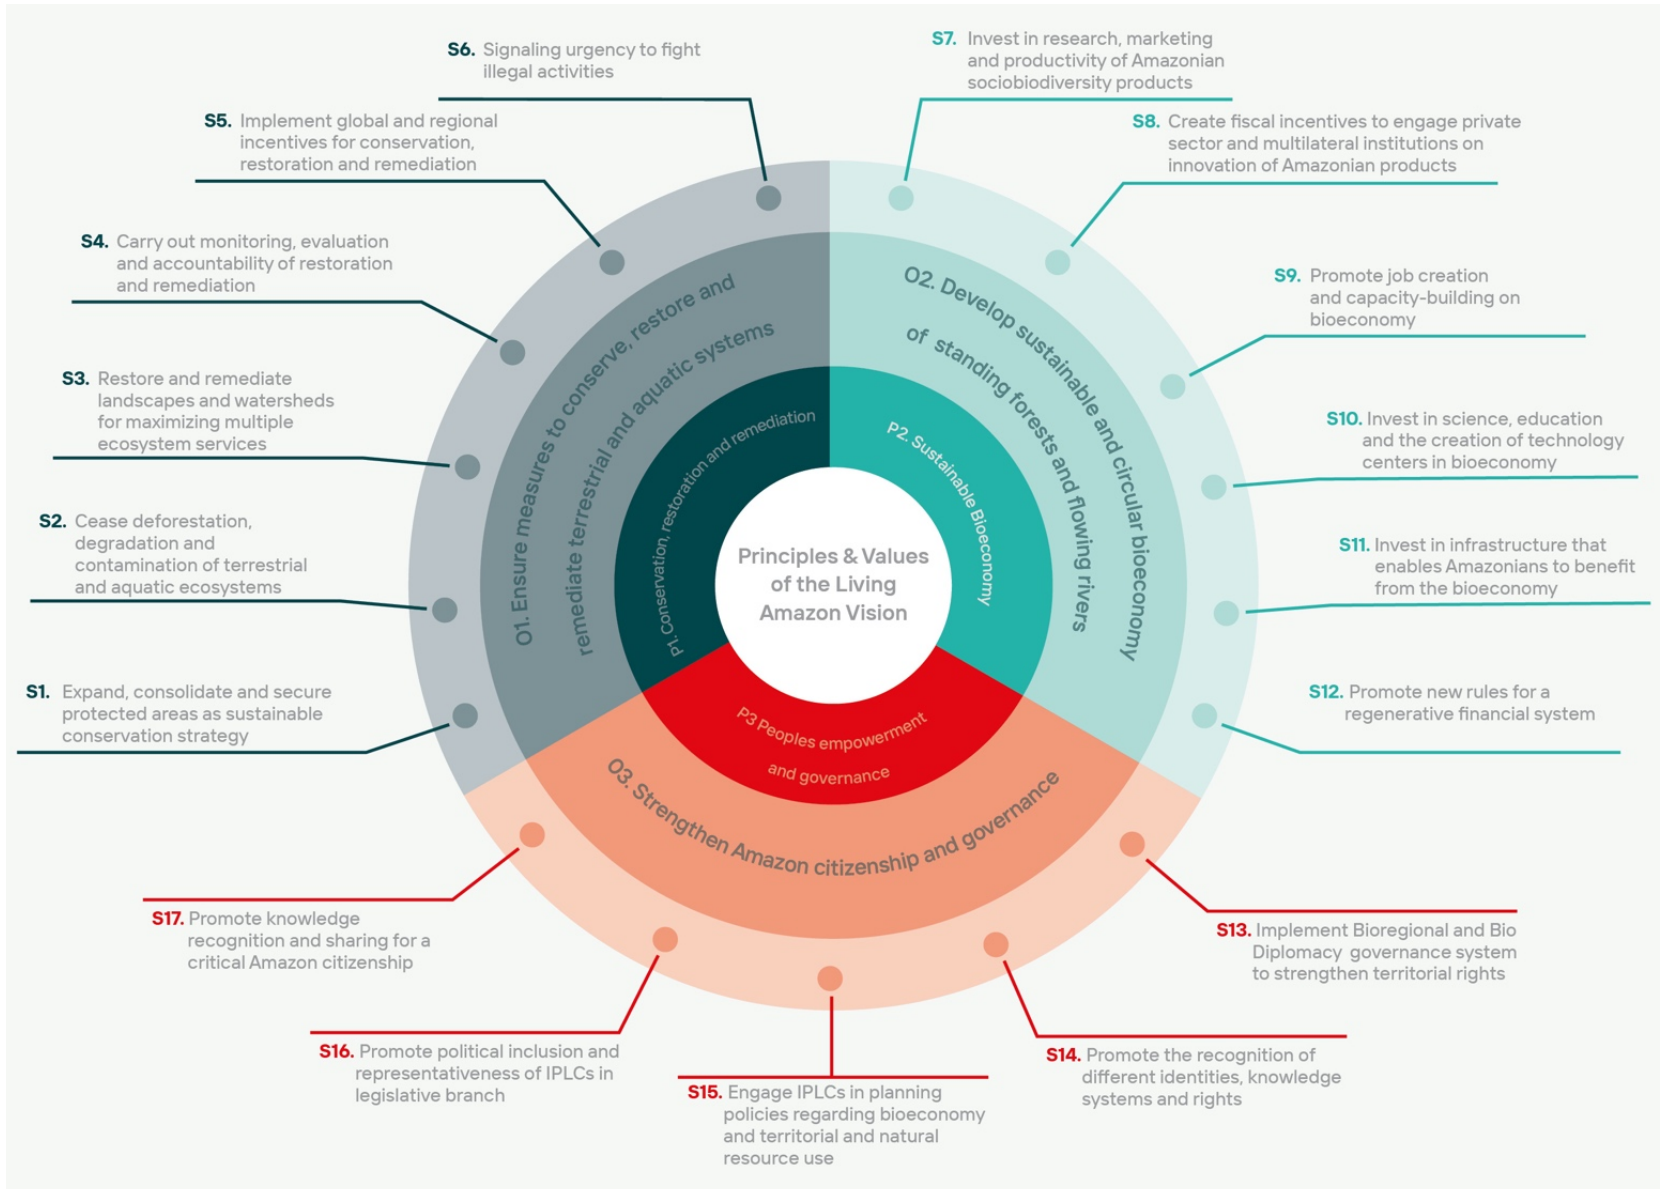 S6. Signaling urgency to fight
illegal activities
S7. Invest in research, marketing
and productivity of Amazonian
sociobiodiversity products
S5. Implement global and regional
incentives for conservation,
restoration and remediation
S8. Create fiscal incentives to engage private
sector and multilateral institutions on
innovation of Amazonian products
S4. Carry out monitoring, evaluation
and accountability of restoration
and remediation
S9. Promote job creation
and capacity-building on
bioeconomy
S3. Restore and remediate
landscapes and watersheds
for maximizing multiple
ecosystem services
S10. Invest in science, education
and the creation of technology
centers in bioeconomy
S2. Cease deforestation,
degradation and
contamination of terrestrial
and aquatic ecosystems
S11. Invest in infrastructure that
enables Amazonians to benefit
from the bioeconomy
S1. Expand, consolidate and secure
protected areas as sustainable
conservation strategy
S12. Promote new rules for a
regenerative financial system
O1. Ensure measures to conserve, restore and
remediate terrestrial and aquatic systems
O2. Develop sustainable and circular bioeconomy
of standing forests and flowing rivers
P1. Conservation, restoration and remediation
P2. Sustainable Bioeconomy
Principles & Values
of the Living
Amazon Vision
P3 Peoples empowerment
and governance
O3. Strengthen Amazon citizenship and governance
S17. Promote knowledge
recognition and sharing for a
critical Amazon citizenship
S13. Implement Bioregional and Bio
Diplomacy governance system
to strengthen territorial rights
S16. Promote political inclusion and
representativeness of IPLCs in
legislative branch
S14. Promote the recognition of
different identities, knowledge
systems and rights
S15. Engage IPLCs in planning
policies regarding bioeconomy
and territorial and natural
resource use